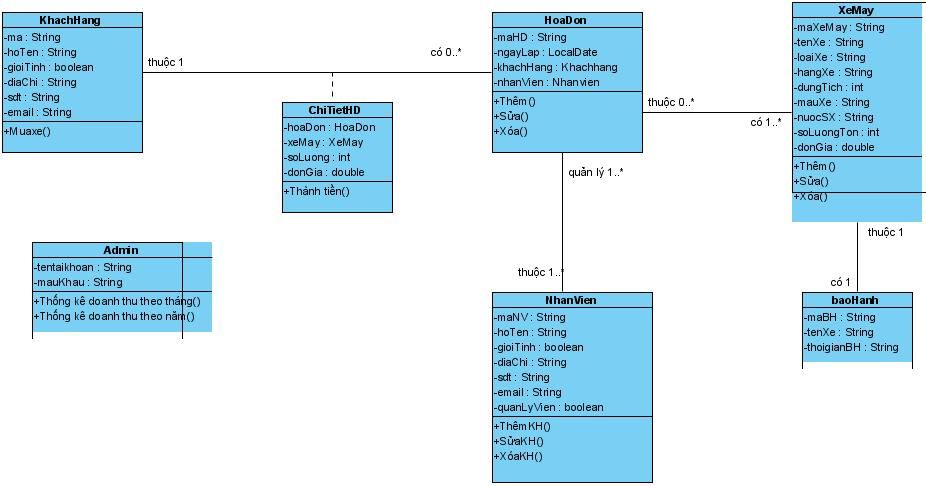 KhachHang
-ma : String
-hoTen : String
-gioiTinh : boolean
-diaChi : String
-sdt : String
-email : String
+Muaxe()
thuộc 1
có 0..*
ChiTietHD
-hoaDon : HoaDon
-xeMay : XeMay
-soLuong : int
-donGia : double
+Thành tiền()
HoaDon
-maHD : String
-ngayLap : LocalDate
-khachHang : Khachhang
-nhanVien : Nhanvien
+Thêm()
+Sửa()
+Xóa()
thuộc 0..*
có 1..*
XeMay
-maXeMay : String
-tenXe : String
-loaiXe : String
-hangXe : String
-dungTich : int
-mauXe : String
-nuocSX : String
-soLuongTon : int
-donGia : double
+Thêm()
+Sửa()
+Xóa()
quản lý 1..*
thuộc 1..*
thuộc 1
có 1
Admin
-tentaikhoan : String
-mauKhau : String
+Thống kê doanh thu theo tháng()
+Thống kê doanh thu theo năm()
NhanVien
-maNV : String
-hoTen : String
-gioiTinh : boolean
-diaChi : String
-sdt : String
-email : String
-quanLyVien : boolean
+ThêmKH()
+SửaKH()
+XóaKH()
baoHanh
-maBH : String
-tenXe : String
-thoigianBH : String